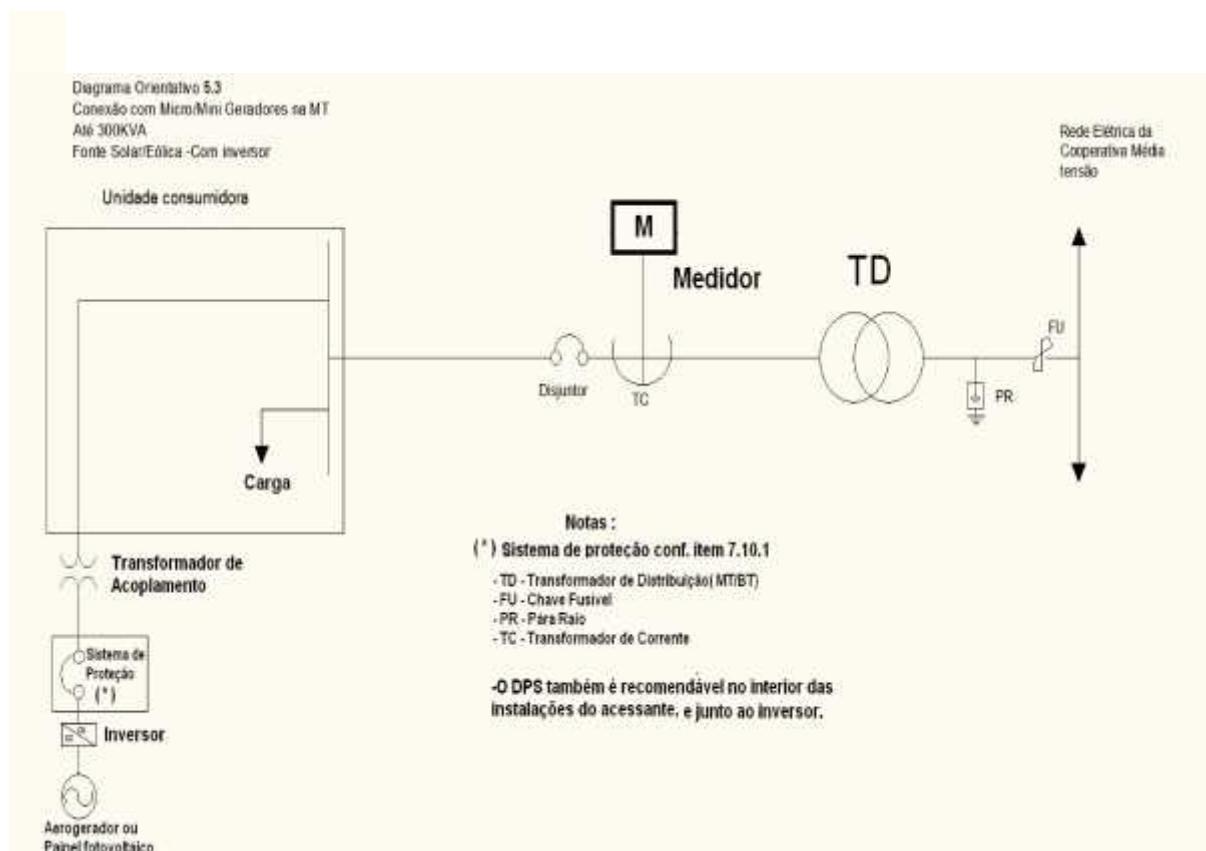 Diagrama Orientativo 5.3
Conexão com Micro/Mini Geradores na MT
Até 300KVA
Fonte Solar/Eólica -Com inversor
Rede Elétrica da
Cooperativa Média
tensão
Unidade consumidora
M
Medidor
TD
FU
Disjuntor
TC
PR
Carga
Notas :
(*) Sistema de proteção conf. item 7.10.1
- TD - Transformador de Distribuição( MT/BT)
- FU - Chave Fusivel
- PR - Pára Raio
- TC - Transformador de Corrente
-O DPS também é recomendável no interior das
instalações do acessante, e junto ao inversor.
Transformador de
Acoplamento
Sistema de
Proteção
(*)
Inversor
Aerogerador ou
Painel fotovoltaico